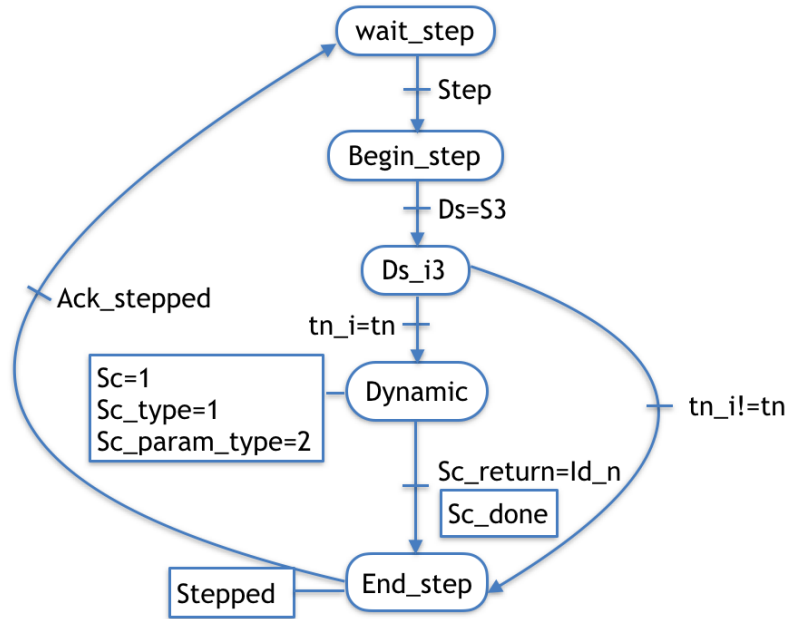 wait_step
Step
Begin_step
Ds=S3
Ds_i3
Ack_stepped
tn_i=tn
Sc=1
Sc_type=1
Sc_param_type=2
Dynamic
tn_i!=tn
Sc_return=Id_n
Sc_done
End_step
Stepped